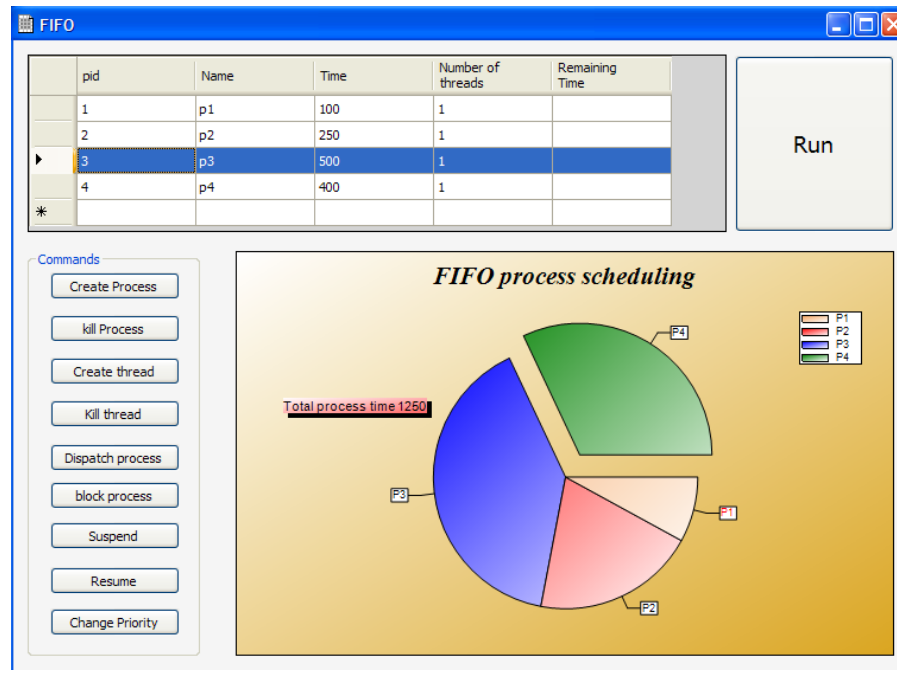 FIFO
pid Name Time Number of threads Remaining Time
1 p1 100 1
2 p2 250 1
3 p3 500 1
4 p4 400 1
Run
Commands
Create Process
kill Process
Create thread
Kill thread
Dispatch process
block process
Suspend
Resume
Change Priority
FIFO process scheduling
P1
P2
P3
P4
P4
Total process time 1250
P3
P1
P2